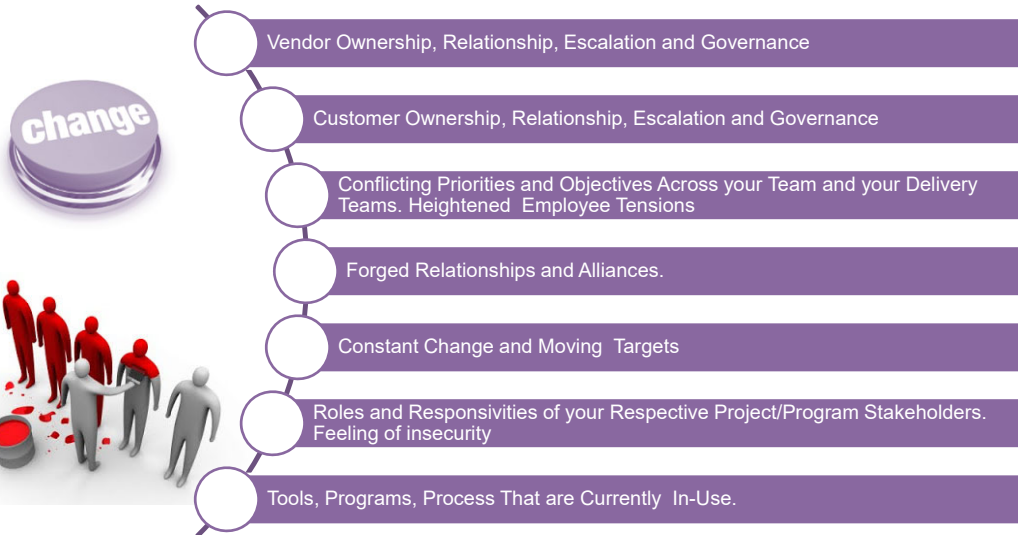 change
Vendor Ownership, Relationship, Escalation and Governance
Customer Ownership, Relationship, Escalation and Governance
Conflicting Priorities and Objectives Across your Team and your Delivery
Teams. Heightened  Employee Tensions
Forged Relationships and Alliances.
Constant Change and Moving  Targets
Roles and Responsivities of your Respective Project/Program Stakeholders.
Feeling of insecurity
Tools, Programs, Process That are Currently  In-Use.